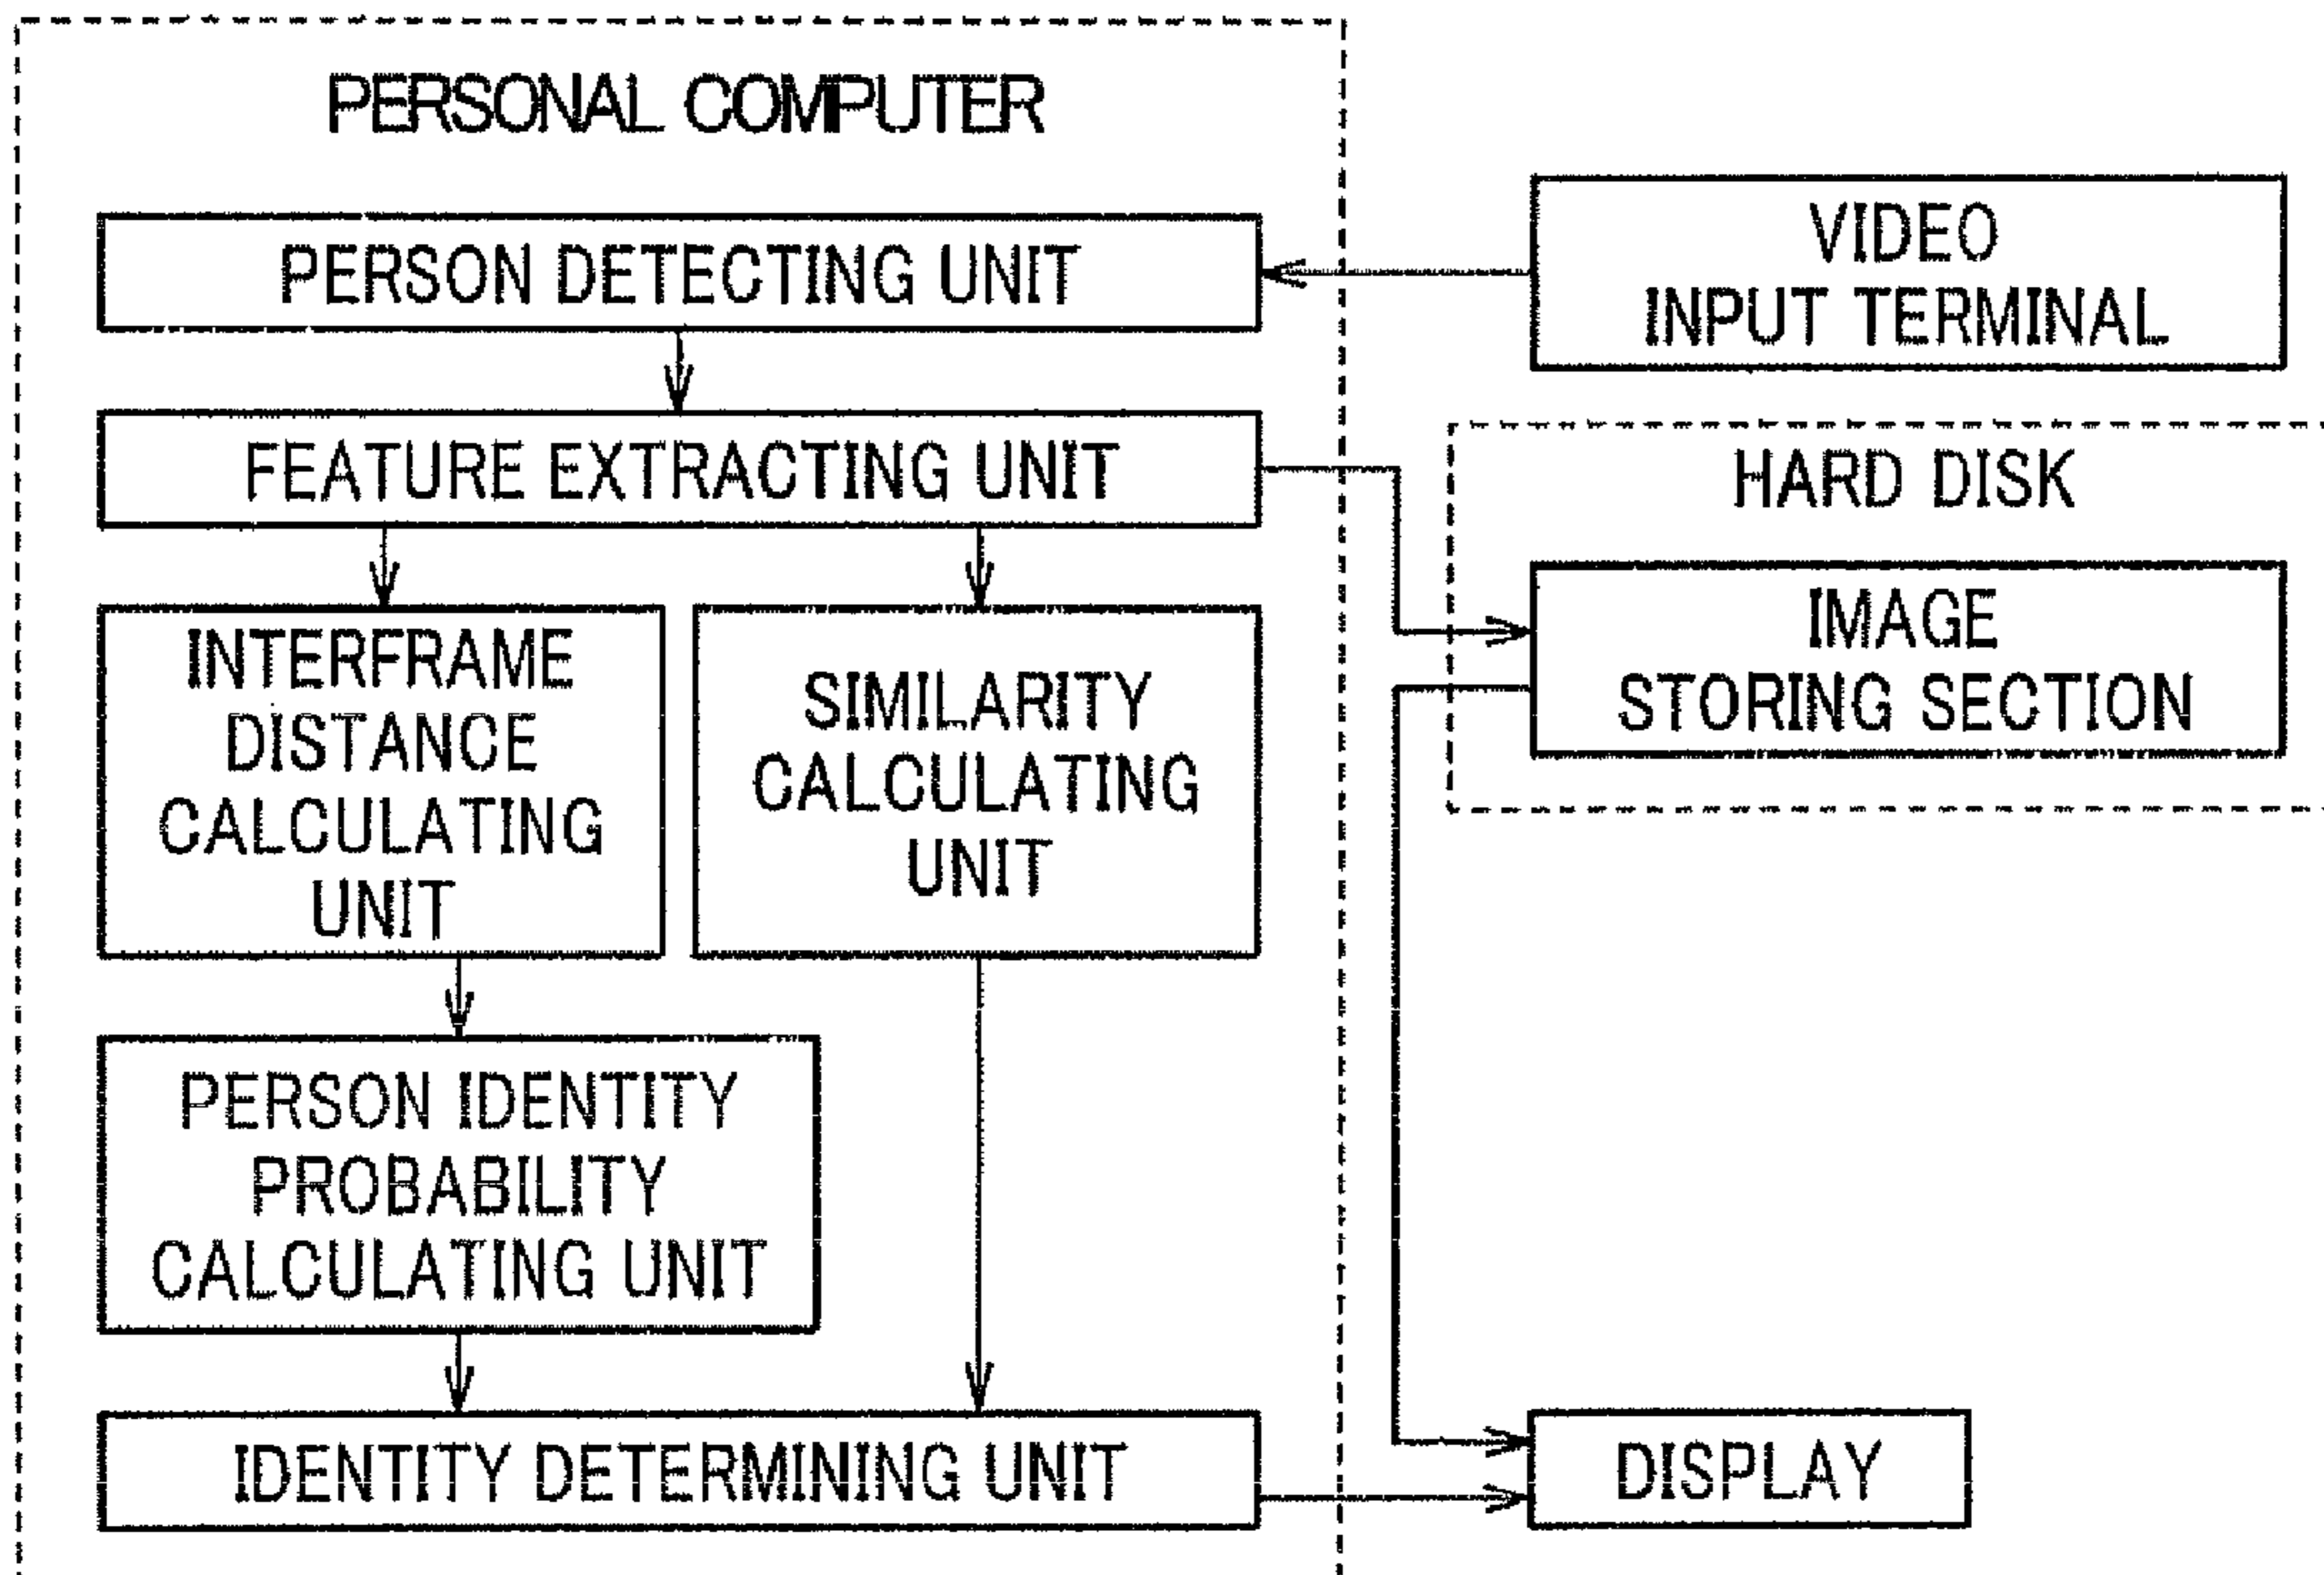 PERSONAL COMPUTER
PERSON DETECTING UNIT
VIDEO
INPUT TERMINAL
FEATURE EXTRACTING UNIT
HARD DISK
IMAGE
STORING SECTION
INTERFRAME
DISTANCE
CALCULATING
UNIT
SIMILARITY
CALCULATING
UNIT
PERSON IDENTITY
PROBABILITY
CALCULATING UNIT
IDENTITY DETERMINING UNIT
DISPLAY